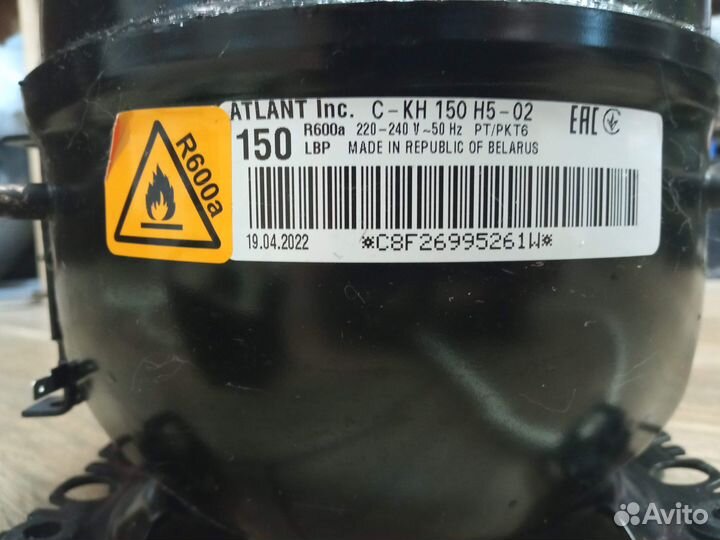 ATLANT Inc. C-KH 150 H5-02
150 R600a 220-240 V ~50 Hz PT/PKT6
LBP MADE IN REPUBLIC OF BELARUS
EAC
R600a
19.04.2022 *C8F26995261W*
Avito